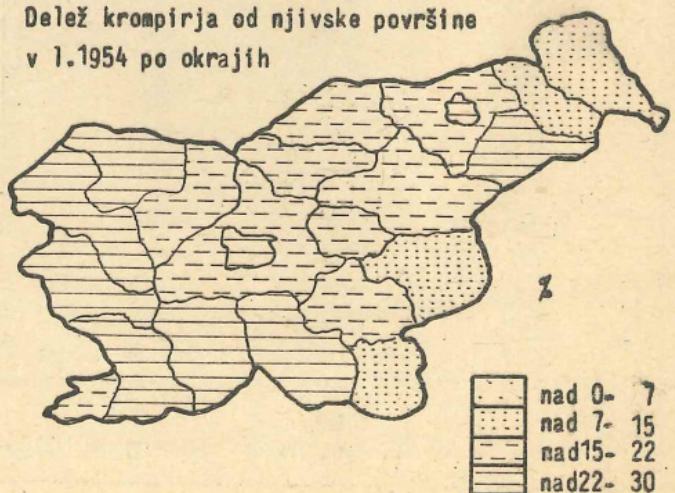 Delež krompirja od njivske površine
v l.1954 po okrajih
%
nad 0- 7
nad 7- 15
nad15- 22
nad22- 30